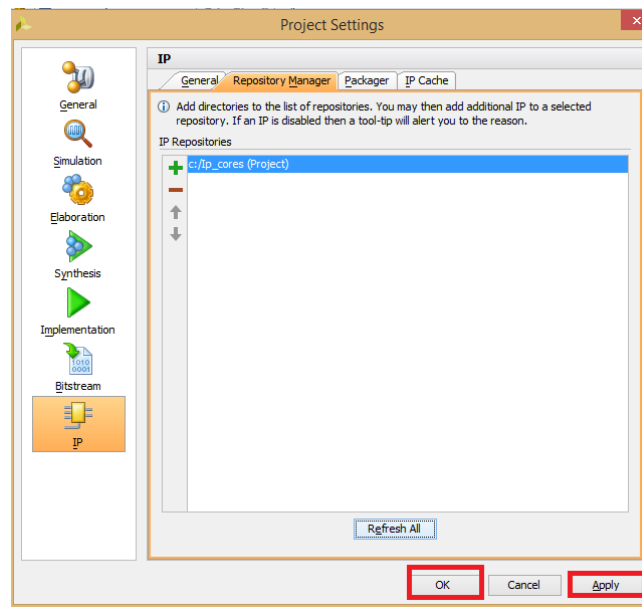 Project Settings
General
Simulation
Elaboration
Synthesis
Implementation
1010
0001
Bitstream
IP
IP
General
Repository Manager
Packager
IP Cache
Add directories to the list of repositories. You may then add additional IP to a selected
repository. If an IP is disabled then a tool-tip will alert you to the reason.
IP Repositories
c:/Ip_cores (Project)
Refresh All
OK
Cancel
Apply